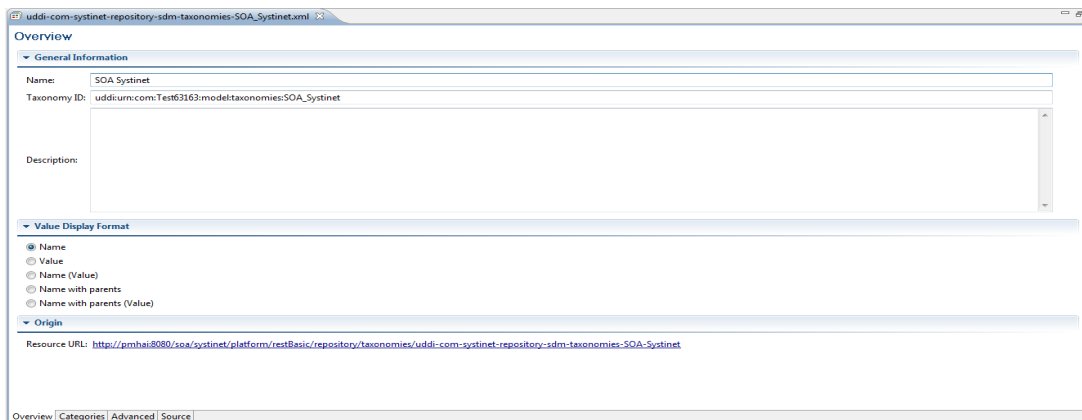 uddi-com-systinet-repository-sdm-taxonomies-SOA_Systinet.xml
Overview
General Information
Name: SOA Systinet
Taxonomy ID: uddi:urn:com:Test63163:model:taxonomies:SOA_Systinet
Description:
Value Display Format
Name
Value
Name (Value)
Name with parents
Name with parents (Value)
Origin
Resource URL: http://pmhai:8080/soa/systinet/platform/restBasic/repository/taxonomies/uddi-com-systinet-repository-sdm-taxonomies-SOA-Systinet
Overview Categories Advanced Source